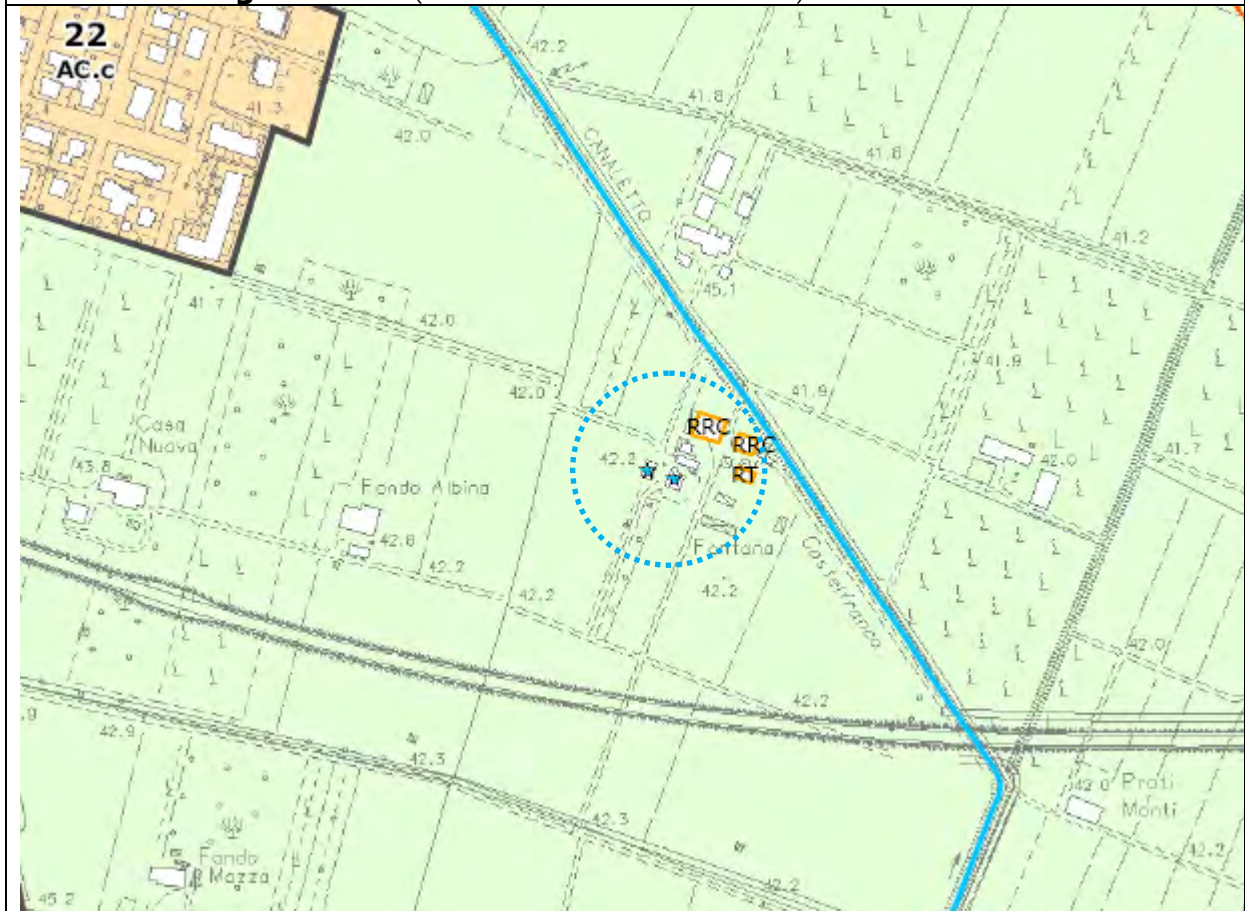 22
AC.c
42.2
41.3
42.0
41.8
41.8
CANALETTO
41.2
45.1
41.7
42.0
41.9
42.0
41.9
Casa
Nuova
RRC
RRC
42.2
RT
42.0
41.7
43.8
Fondo Albina
42.8
42.2
42.2
Fontana
42.2
Castelfranco
42.0
42.2
42.9
42.3
42.0
Prati
Monti
42.3
Fondo
Mazza
42.2
42.2
45.2